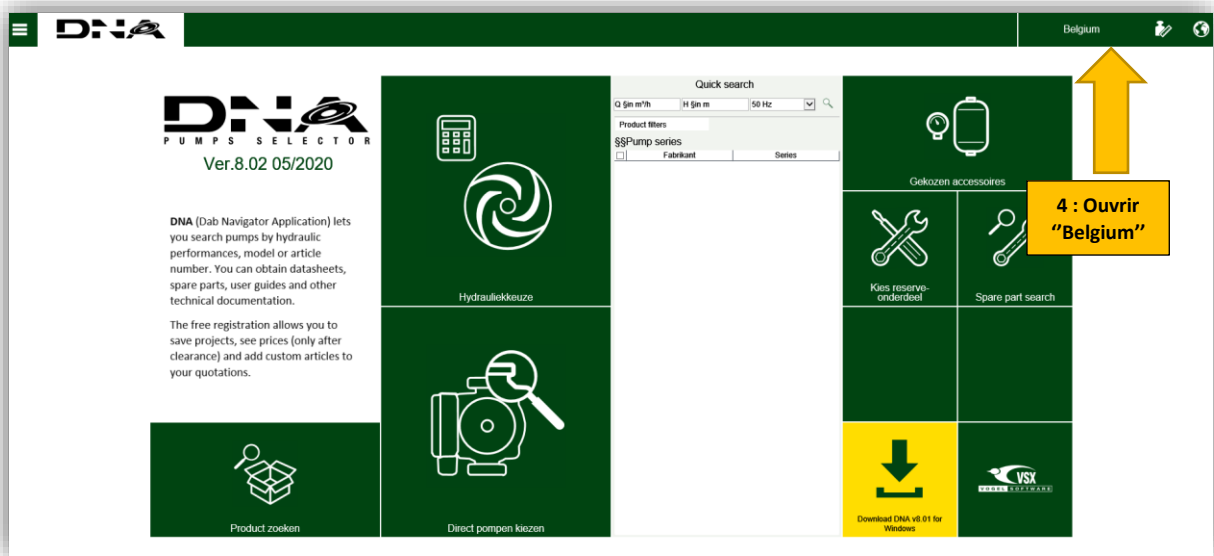 DNA
Belgium
DNA
PUMPS SELECTOR
Ver.8.02 05/2020
DNA (Dab Navigator Application) lets
you search pumps by hydraulic
performances, model or article
number. You can obtain datasheets,
spare parts, user guides and other
technical documentation.
The free registration allows you to
save projects, see prices (only after
clearance) and add custom articles to
your quotations.
Product zoeken
Hydrauliekkeuze
Direct pompen kiezen
Quick search
Q §in m³/h H §in m 50 Hz
Product filters
§§Pump series
Fabrikant Series
Gekozen accessoires
Kies reserve-
onderdeel
Spare part search
Download DNA v8.01 for
Windows
VSX
VOGEL SOFTWARE
4 : Ouvrir
‘‘Belgium’’